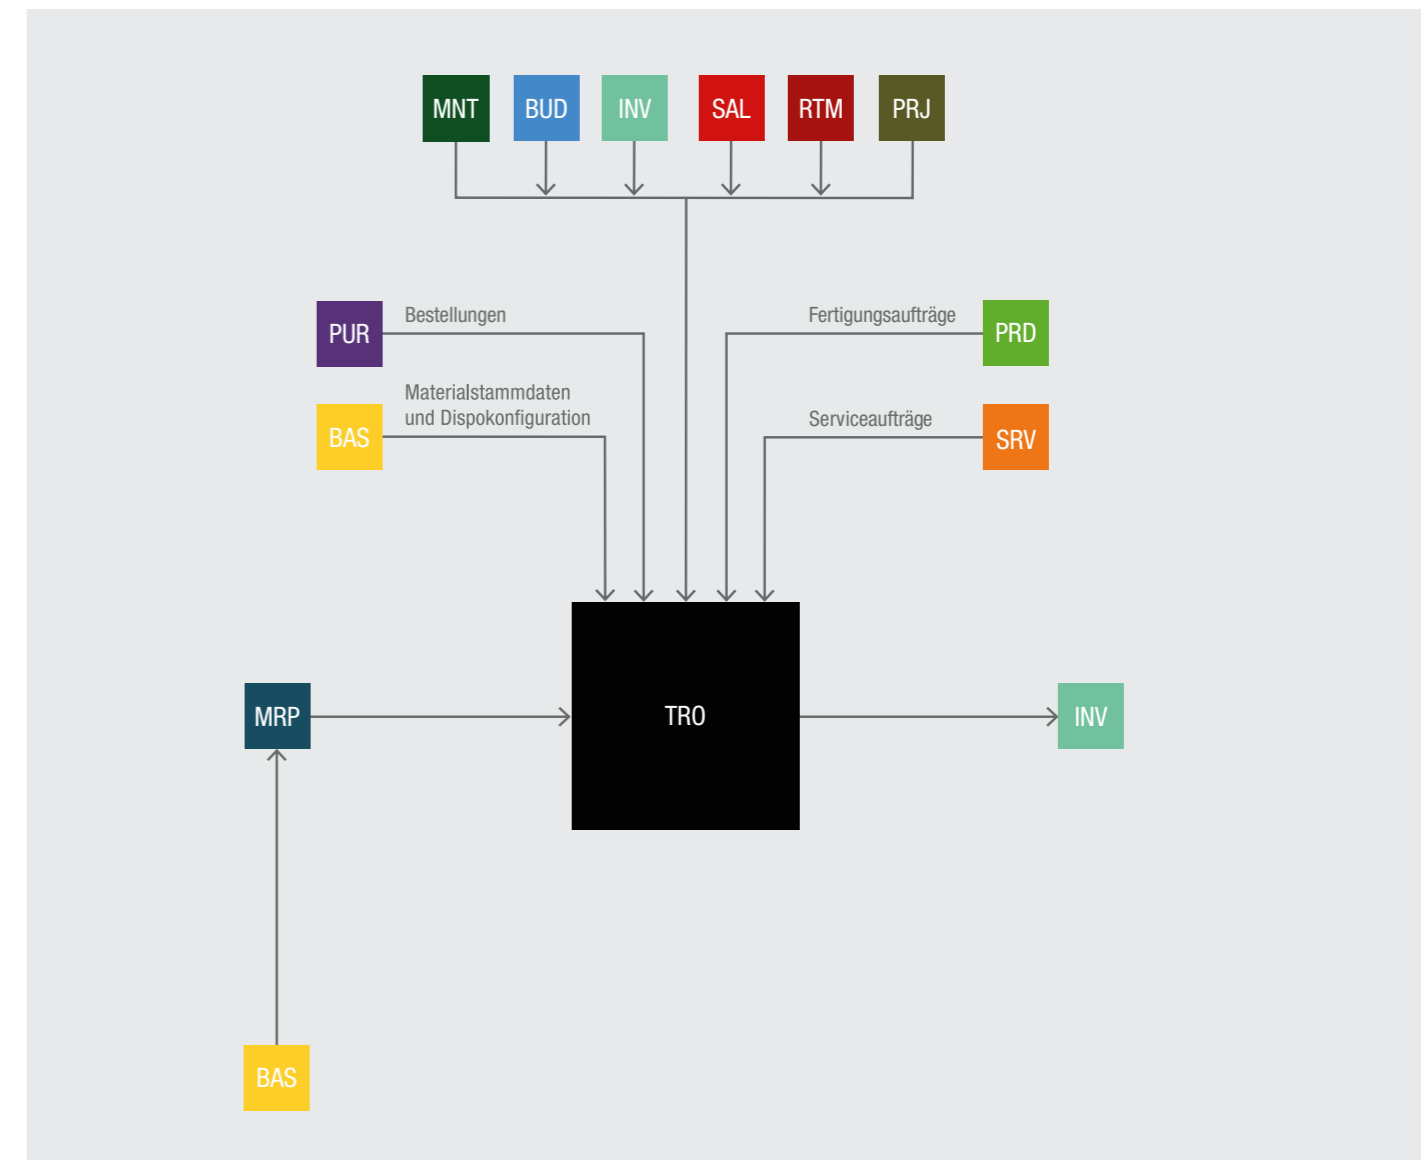 MNT
BUD
INV
SAL
RTM
PRJ
PUR
Bestellungen
Fertigungsaufträge
PRD
BAS
Materialstammdaten
und Dispokonfiguration
Serviceaufträge
SRV
MRP
TRO
INV
BAS